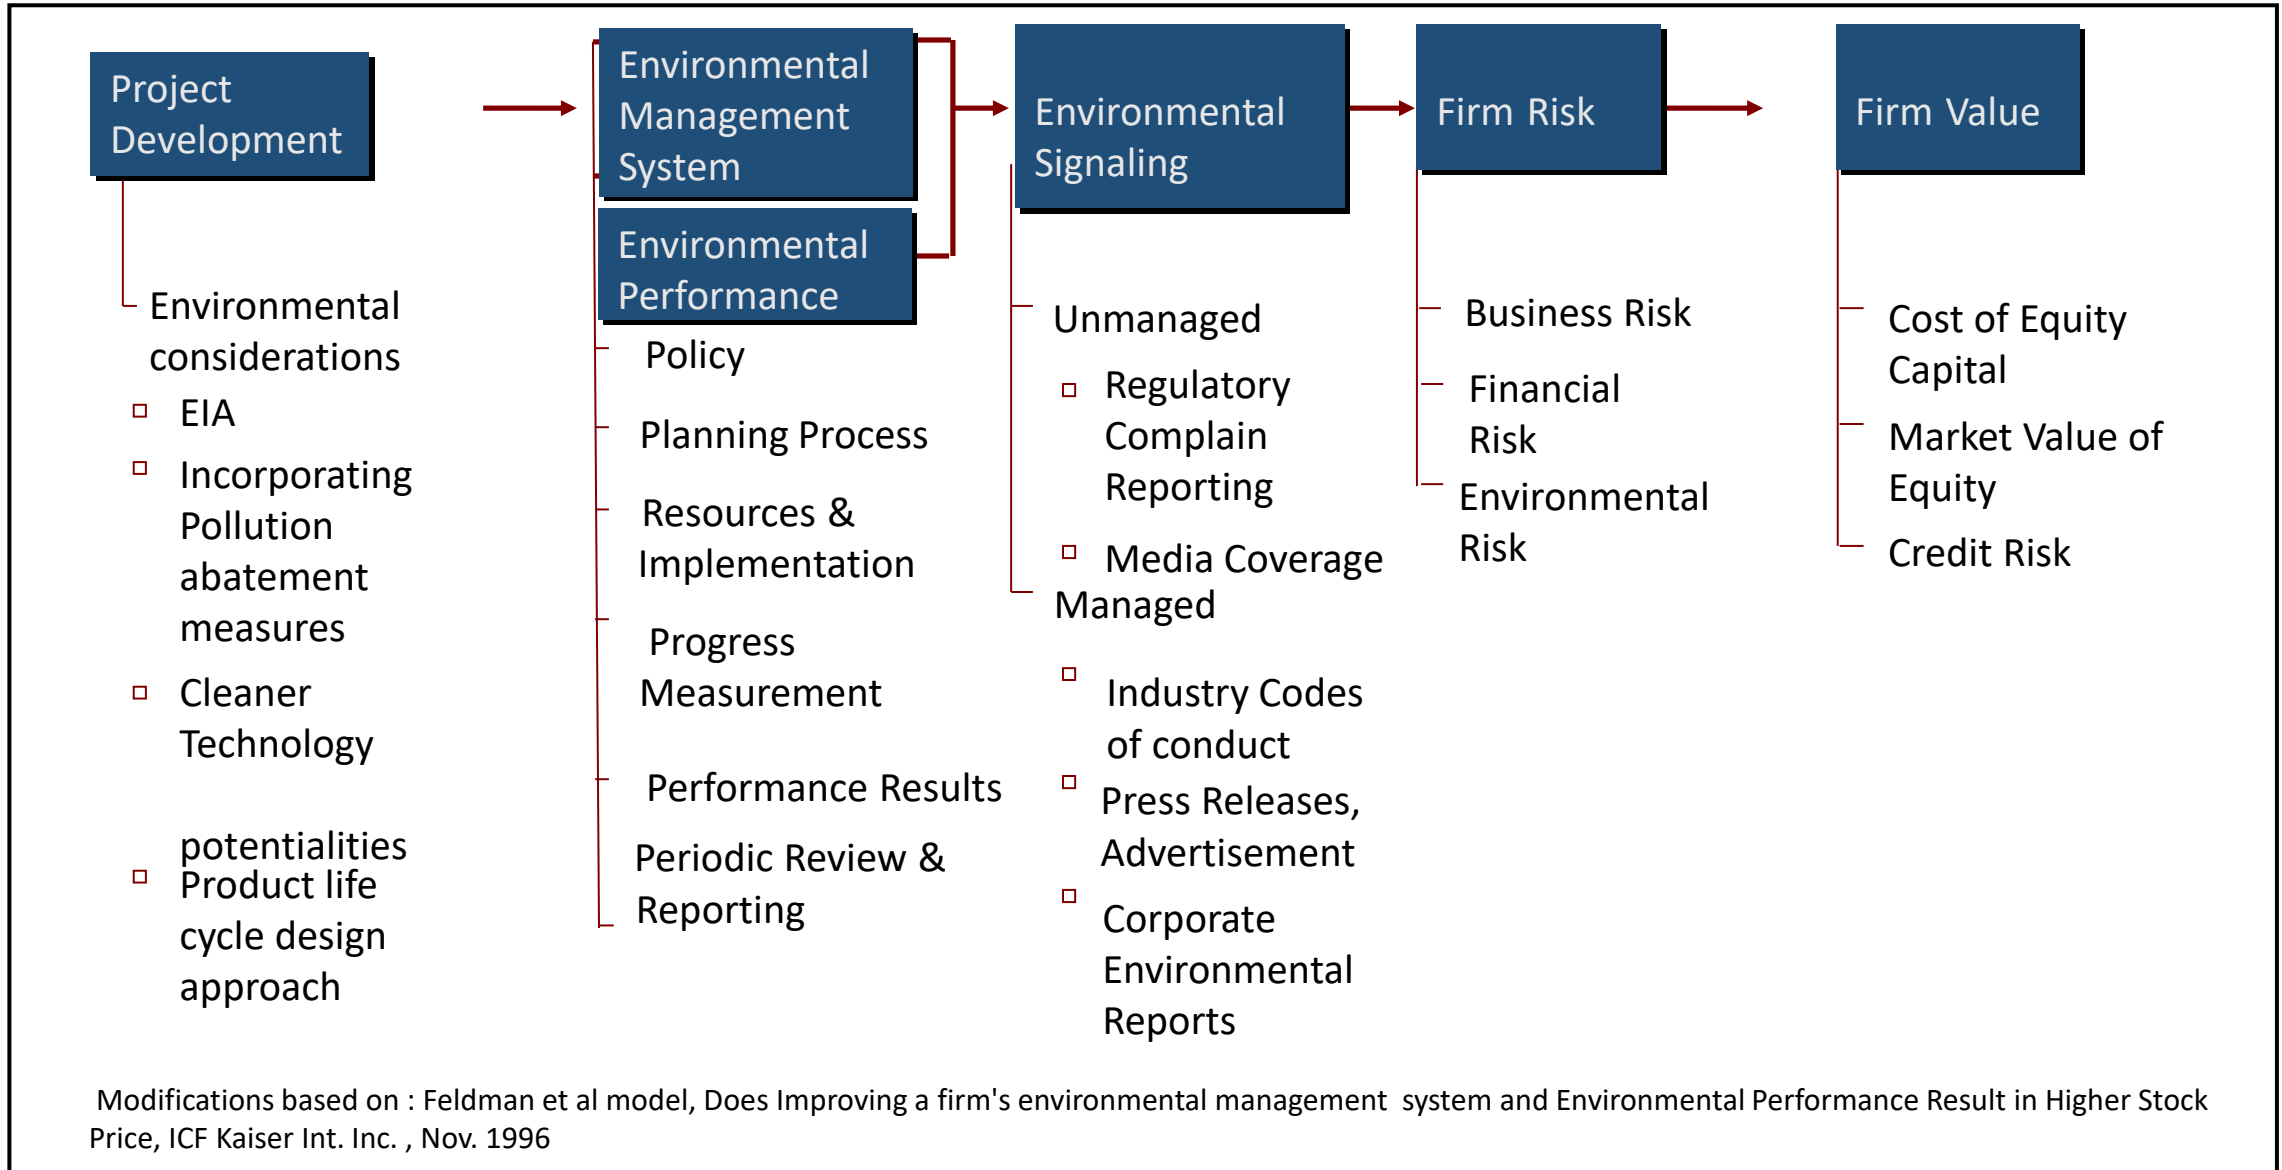 Project
Development
Environmental
considerations
EIA
Incorporating
Pollution
abatement
measures
Cleaner
Technology
potentialities
Product life
cycle design
approach
Environmental
Management
System
Environmental
Performance
Policy
Planning Process
Resources &
Implementation
Progress
Measurement
Performance Results
Periodic Review &
Reporting
Environmental
Signaling
Unmanaged
Regulatory
Complain
Reporting
Media Coverage
Managed
Industry Codes
of conduct
Press Releases,
Advertisement
Corporate
Environmental
Reports
Firm Risk
Business Risk
Financial
Risk
Environmental
Risk
Firm Value
Cost of Equity
Capital
Market Value of
Equity
Credit Risk
Modifications based on : Feldman et al model, Does Improving a firm's environmental management system and Environmental Performance Result in Higher Stock
Price, ICF Kaiser Int. Inc. , Nov. 1996